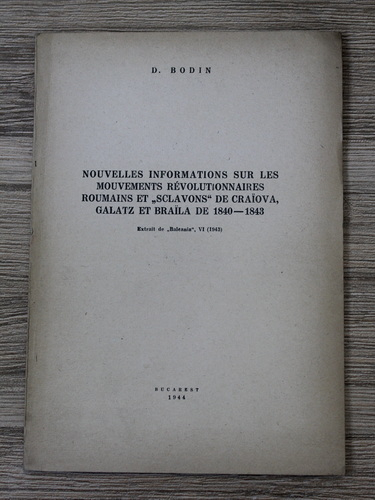 D. BODIN
NOUVELLES INFORMATIONS SUR LES
MOUVEMENTS RÉVOLUTIONNAIRES
ROUMAINS ET „SCLAVONS“ DE CRAÏOVA,
GALATZ ET BRAÏLA DE 1840—1843
Extrait de „Balcania“, VI (1943)
BUCAREST
1944